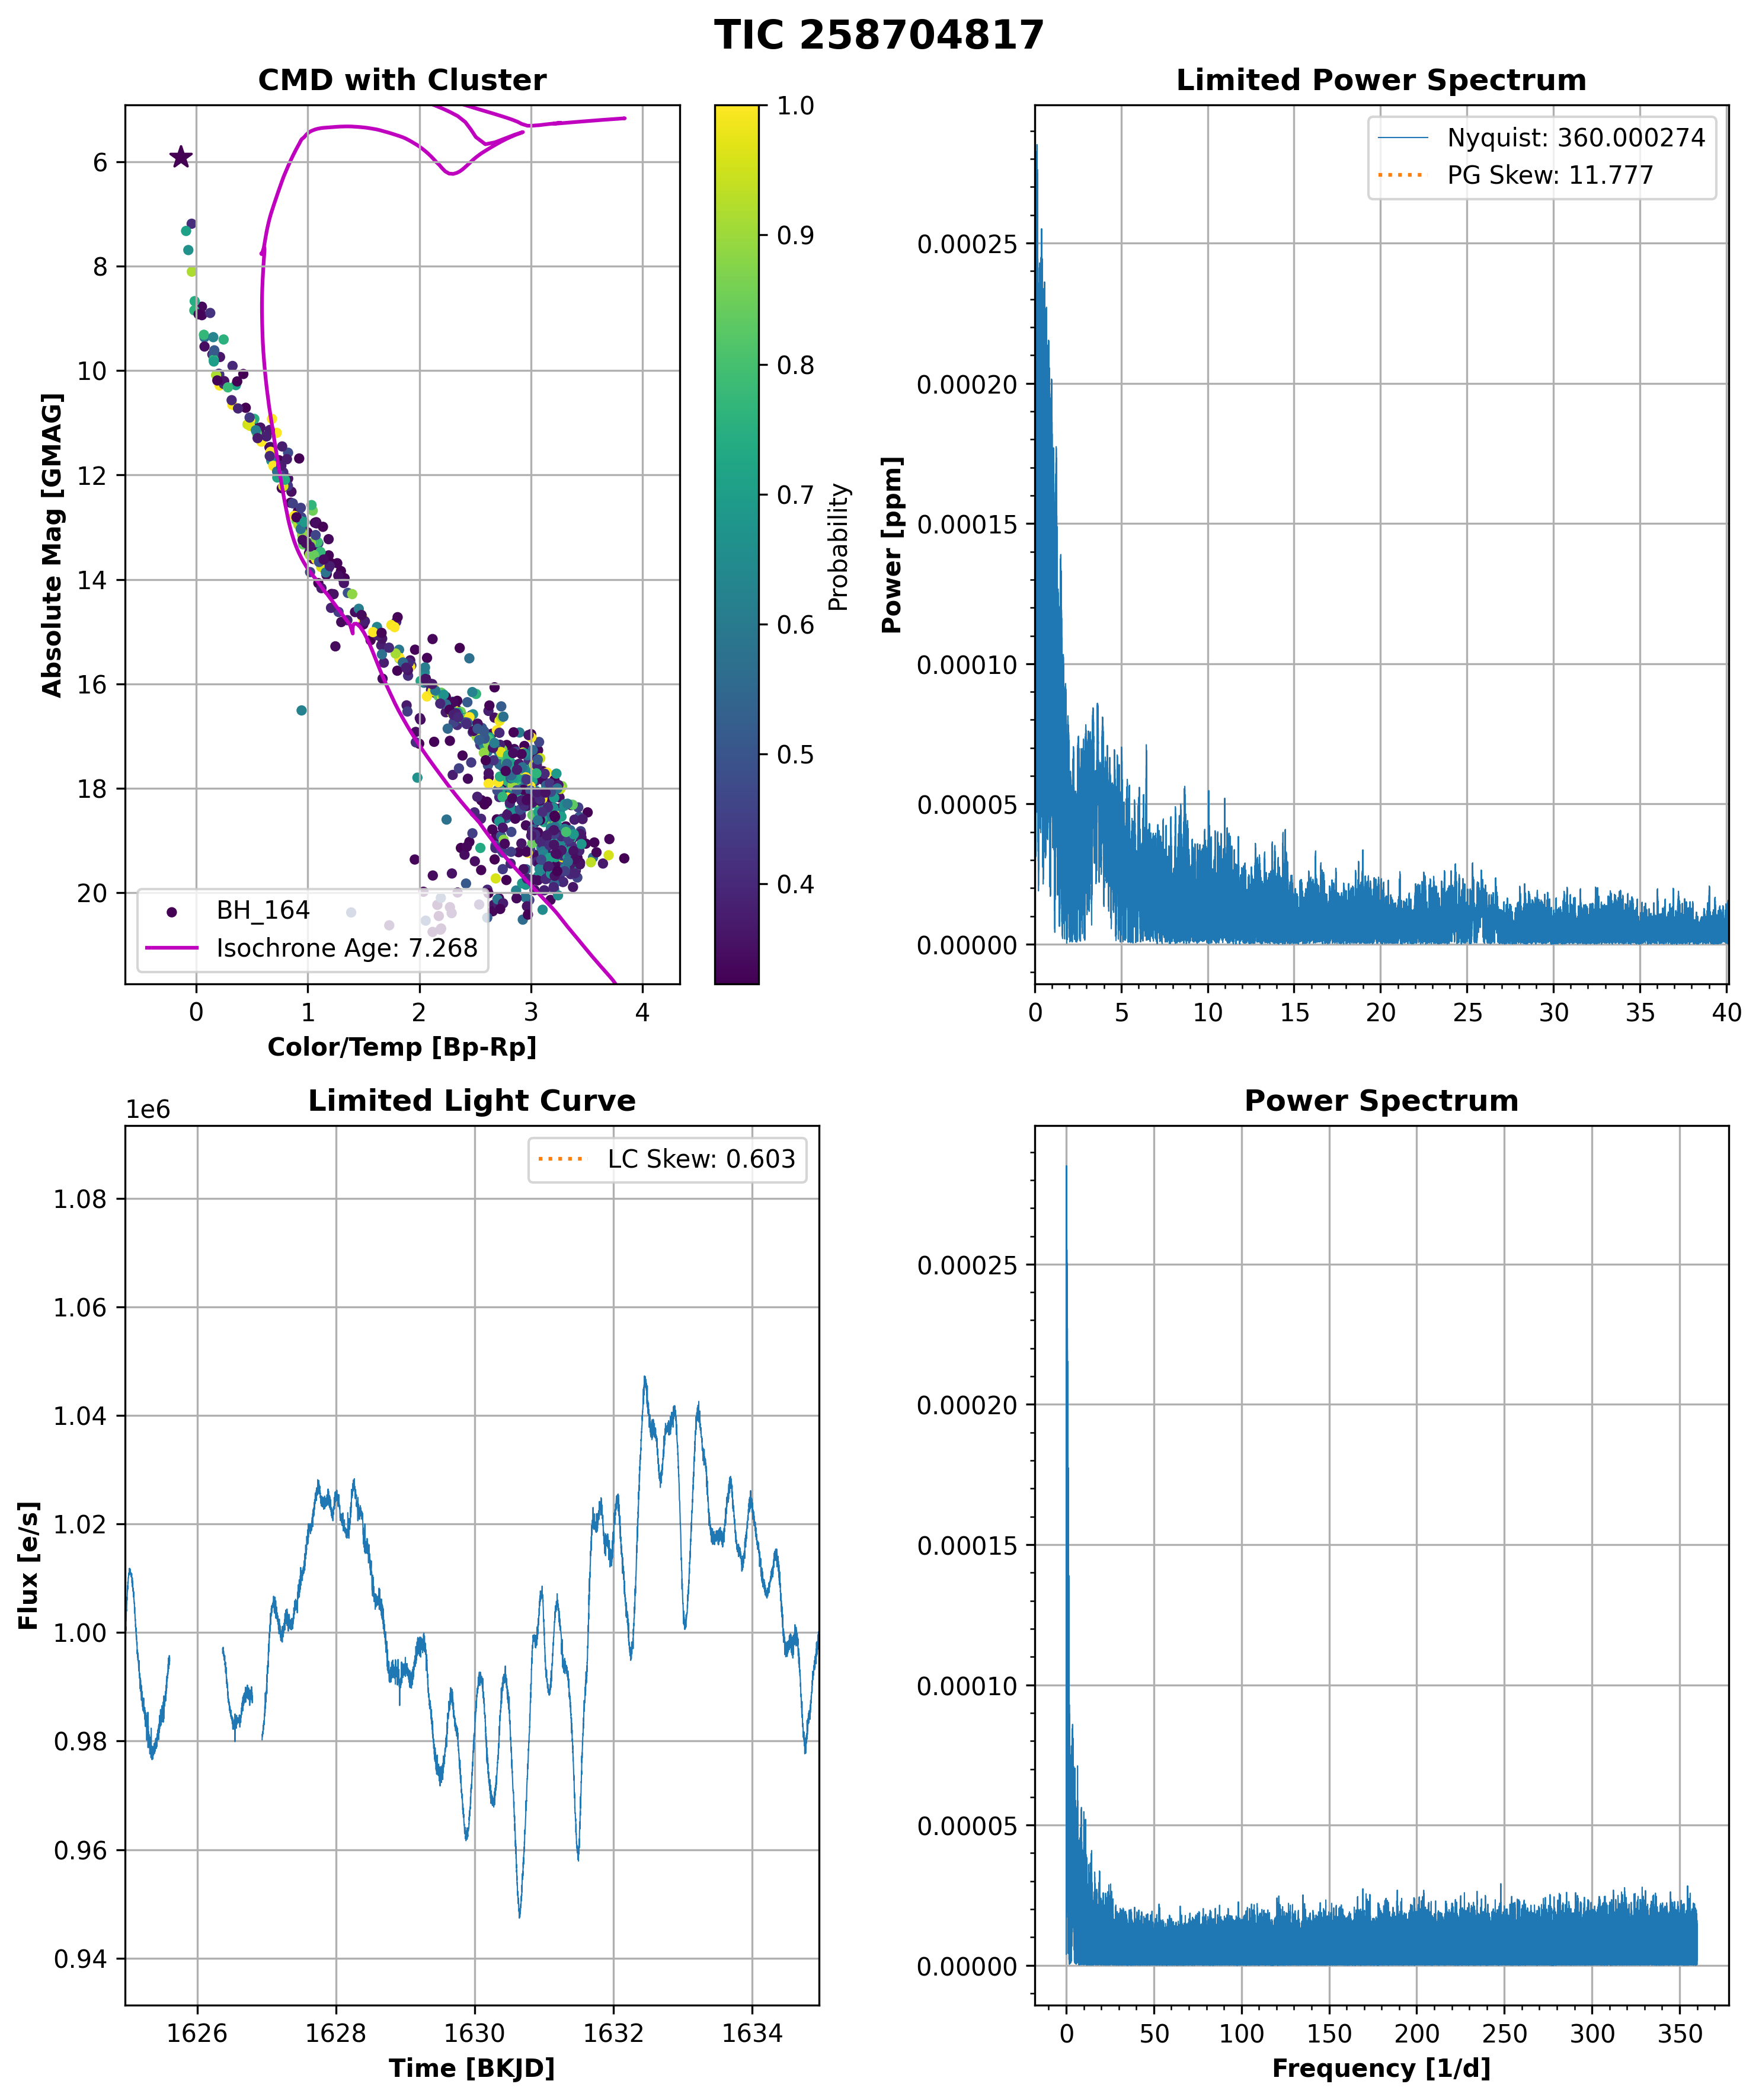 TIC 258704817
CMD with Cluster
6
8
10
12
14
16
18
20
Absolute Mag [GMAG]
BH_164
Isochrone Age: 7.268
0 1 2 3 4
Color/Temp [Bp-Rp]
1.0
0.9
0.8
0.7
0.6
0.5
0.4
Probability
Limited Power Spectrum
Nyquist: 360.000274
PG Skew: 11.777
0.00025
0.00020
0.00015
0.00010
0.00005
0.00000
Power [ppm]
0 5 10 15 20 25 30 35 40
Limited Light Curve
1e6
LC Skew: 0.603
1.08
1.06
1.04
1.02
1.00
0.98
0.96
0.94
Flux [e/s]
1626 1628 1630 1632 1634
Time [BKJD]
Power Spectrum
0.00025
0.00020
0.00015
0.00010
0.00005
0.00000
0 50 100 150 200 250 300 350
Frequency [1/d]